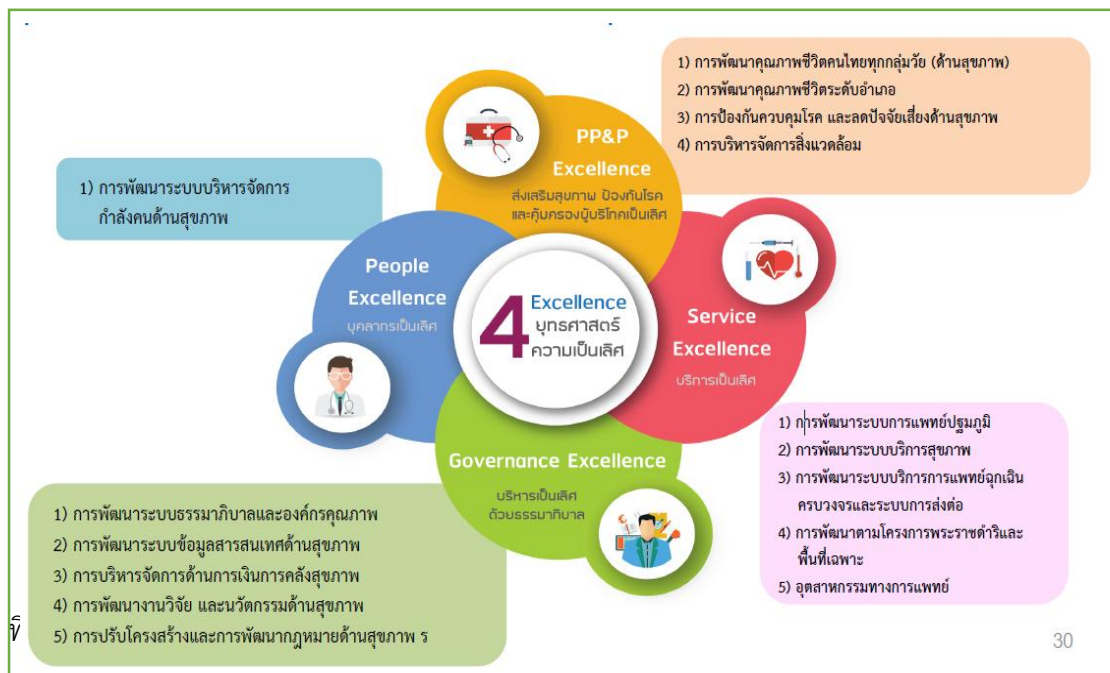 1) การพัฒนาคุณภาพชีวิตคนไทยทุกกลุ่มวัย (ด้านสุขภาพ)
2) การพัฒนาคุณภาพชีวิตระดับอำเภอ
3) การป้องกันควบคุมโรค และลดปัจจัยเสี่ยงด้านสุขภาพ
4) การบริหารจัดการสิ่งแวดล้อม
PP&P
Excellence
ส่งเสริมสุขภาพ ป้องกันโรค
และคุ้มครองผู้บริโภคเป็นเลิศ
1) การพัฒนาระบบบริหารจัดการ
กำลังคนด้านสุขภาพ
People
Excellence
บุคลากรเป็นเลิศ
4 Excellence
ยุทธศาสตร์
ความเป็นเลิศ
Service
Excellence
บริการเป็นเลิศ
1) การพัฒนาระบบการแพทย์ปฐมภูมิ
2) การพัฒนาระบบบริการสุขภาพ
3) การพัฒนาระบบบริการการแพทย์ฉุกเฉิน
ครบวงจรและระบบการส่งต่อ
4) การพัฒนาตามโครงการพระราชดำริและ
พื้นที่เฉพาะ
5) อุตสาหกรรมทางการแพทย์
Governance Excellence
บริหารเป็นเลิศ
ด้วยธรรมาภิบาล
1) การพัฒนาระบบธรรมาภิบาลและองค์กรคุณภาพ
2) การพัฒนาระบบข้อมูลสารสนเทศด้านสุขภาพ
3) การบริหารจัดการด้านการเงินการคลังสุขภาพ
4) การพัฒนางานวิจัย และนวัตกรรมด้านสุขภาพ
5) การปรับโครงสร้างและการพัฒนากฎหมายด้านสุขภาพ ร
30